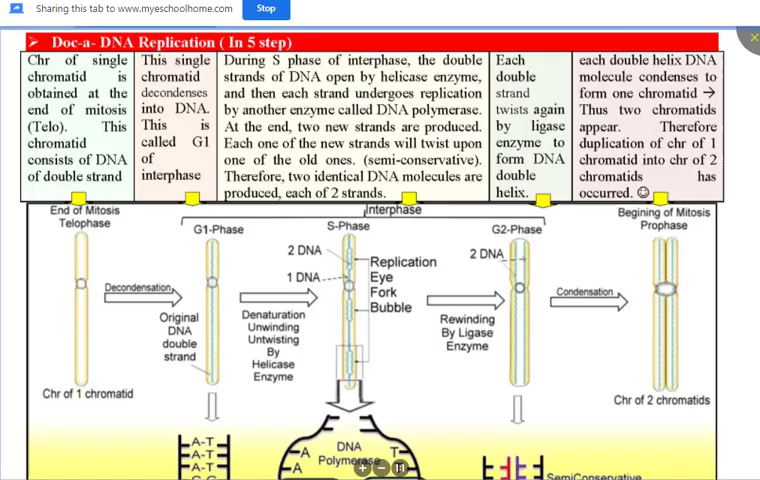 Sharing this tab to www.myeschoolhome.com
Stop
Doc-a- DNA Replication ( In 5 step)
Chr of single
chromatid is
obtained at the
end of mitosis
(Telo). This
chromatid
consists of DNA
of double strand
This single
chromatid
decondenses
into DNA.
This is
called G1
of
interphase
During S phase of interphase, the double
strands of DNA open by helicase enzyme,
and then each strand undergoes replication
by another enzyme called DNA polymerase.
At the end, two new strands are produced.
Each one of the new strands will twist upon
one of the old ones. (semi-conservative).
Therefore, two identical DNA molecules are
produced, each of 2 strands.
Each
double
strand
twists again
by ligase
enzyme to
form DNA
double
helix.
each double helix DNA
molecule condenses to
form one chromatid →
Thus two chromatids
appear. Therefore
duplication of chr of 1
chromatid into chr of 2
chromatids has
occurred. ☺
End of Mitosis
Telophase
Interphase
G1-Phase
S-Phase
G2-Phase
Begining of Mitosis
Prophase
2 DNA
1 DNA
Replication
Eye
Fork
Bubble
2 DNA
Decondensation
Condensation
Original
DNA
double
strand
Denaturation
Unwinding
Untwisting
By
Helicase
Enzyme
Rewinding
By Ligase
Enzyme
Chr of 1 chromatid
Chr of 2 chromatids
A-T
A-T
A-T
A
A
DNA
Polymerase
T
1:1
SemiConservative